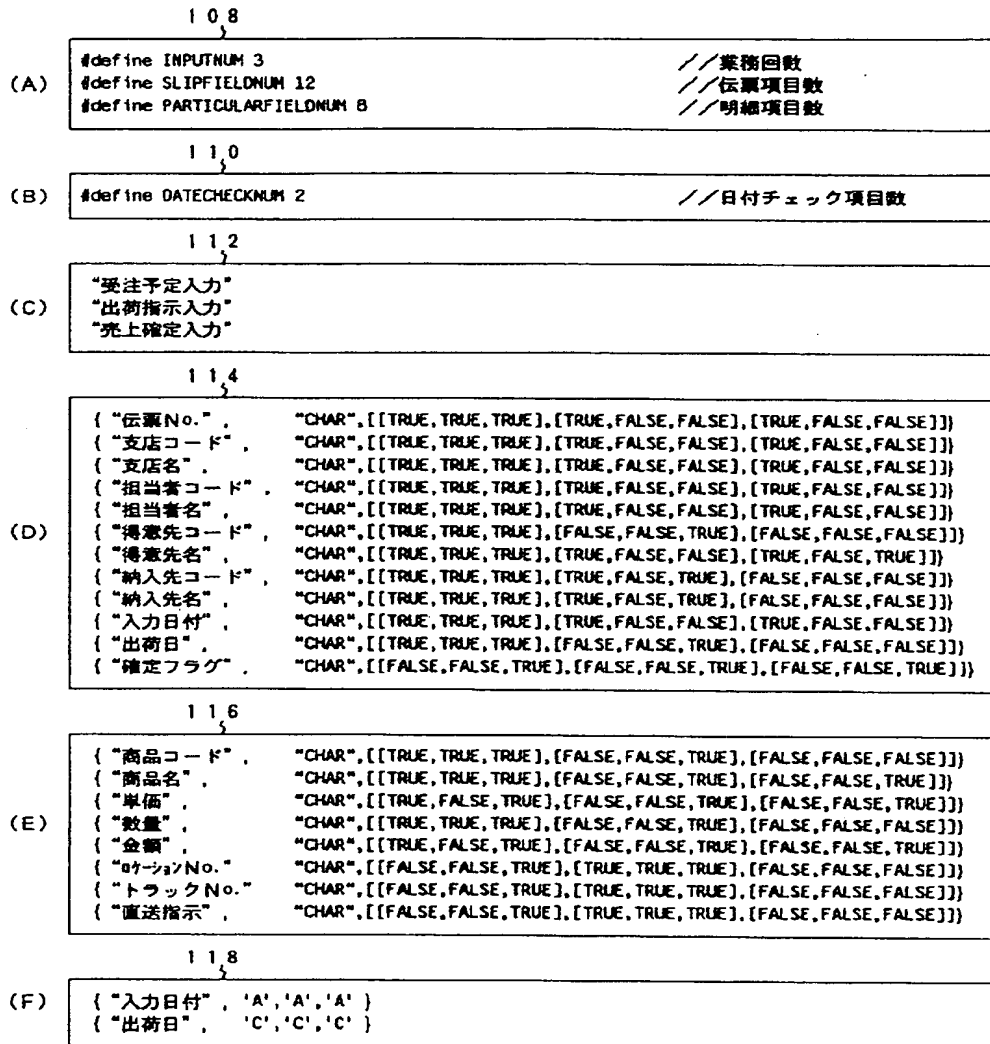 108
(A)
#define INPUTNUM 3 //業務回数
#define SLIPFIELDNUM 12 //伝票項目数
#define PARTICULARFIELDNUM 8 //明細項目数
110
(B)
#define DATECHECKNUM 2 //日付チェック項目数
112
(C)
"受注予定入力"
"出荷指示入力"
"売上確定入力"
114
(D)
{ "伝票No.", "CHAR",[[TRUE,TRUE,TRUE],[TRUE,FALSE,FALSE],[TRUE,FALSE,FALSE]]}
{ "支店コード", "CHAR",[[TRUE,TRUE,TRUE],[TRUE,FALSE,FALSE],[TRUE,FALSE,FALSE]]}
{ "支店名", "CHAR",[[TRUE,TRUE,TRUE],[TRUE,FALSE,FALSE],[TRUE,FALSE,FALSE]]}
{ "担当者コード", "CHAR",[[TRUE,TRUE,TRUE],[TRUE,FALSE,FALSE],[TRUE,FALSE,FALSE]]}
{ "担当者名", "CHAR",[[TRUE,TRUE,TRUE],[TRUE,FALSE,FALSE],[TRUE,FALSE,FALSE]]}
{ "得意先コード", "CHAR",[[TRUE,TRUE,TRUE],[FALSE,FALSE,TRUE],[FALSE,FALSE,FALSE]]}
{ "得意先名", "CHAR",[[TRUE,TRUE,TRUE],[TRUE,FALSE,FALSE],[TRUE,FALSE,TRUE]]}
{ "納入先コード", "CHAR",[[TRUE,TRUE,TRUE],[TRUE,FALSE,TRUE],[FALSE,FALSE,FALSE]]}
{ "納入先名", "CHAR",[[TRUE,TRUE,TRUE],[TRUE,FALSE,TRUE],[FALSE,FALSE,FALSE]]}
{ "入力日付", "CHAR",[[TRUE,TRUE,TRUE],[TRUE,FALSE,FALSE],[TRUE,FALSE,FALSE]]}
{ "出荷日", "CHAR",[[TRUE,TRUE,TRUE],[FALSE,FALSE,TRUE],[FALSE,FALSE,FALSE]]}
{ "確定フラグ", "CHAR",[[FALSE,FALSE,TRUE],[FALSE,FALSE,TRUE],[FALSE,FALSE,TRUE]]}
116
(E)
{ "商品コード", "CHAR",[[TRUE,TRUE,TRUE],[FALSE,FALSE,TRUE],[FALSE,FALSE,FALSE]]}
{ "商品名", "CHAR",[[TRUE,TRUE,TRUE],[FALSE,FALSE,TRUE],[FALSE,FALSE,TRUE]]}
{ "単価", "CHAR",[[TRUE,FALSE,TRUE],[FALSE,FALSE,TRUE],[FALSE,FALSE,TRUE]]}
{ "数量", "CHAR",[[TRUE,TRUE,TRUE],[FALSE,FALSE,TRUE],[FALSE,FALSE,FALSE]]}
{ "金額", "CHAR",[[TRUE,FALSE,TRUE],[FALSE,FALSE,TRUE],[FALSE,FALSE,TRUE]]}
{ "ロケーションNo." "CHAR",[[FALSE,FALSE,TRUE],[TRUE,TRUE,TRUE],[FALSE,FALSE,FALSE]]}
{ "トラックNo." "CHAR",[[FALSE,FALSE,TRUE],[TRUE,TRUE,TRUE],[FALSE,FALSE,FALSE]]}
{ "直送指示", "CHAR",[[FALSE,FALSE,TRUE],[TRUE,TRUE,TRUE],[FALSE,FALSE,FALSE]]}
118
(F)
{ "入力日付", 'A','A','A' }
{ "出荷日", 'C','C','C' }